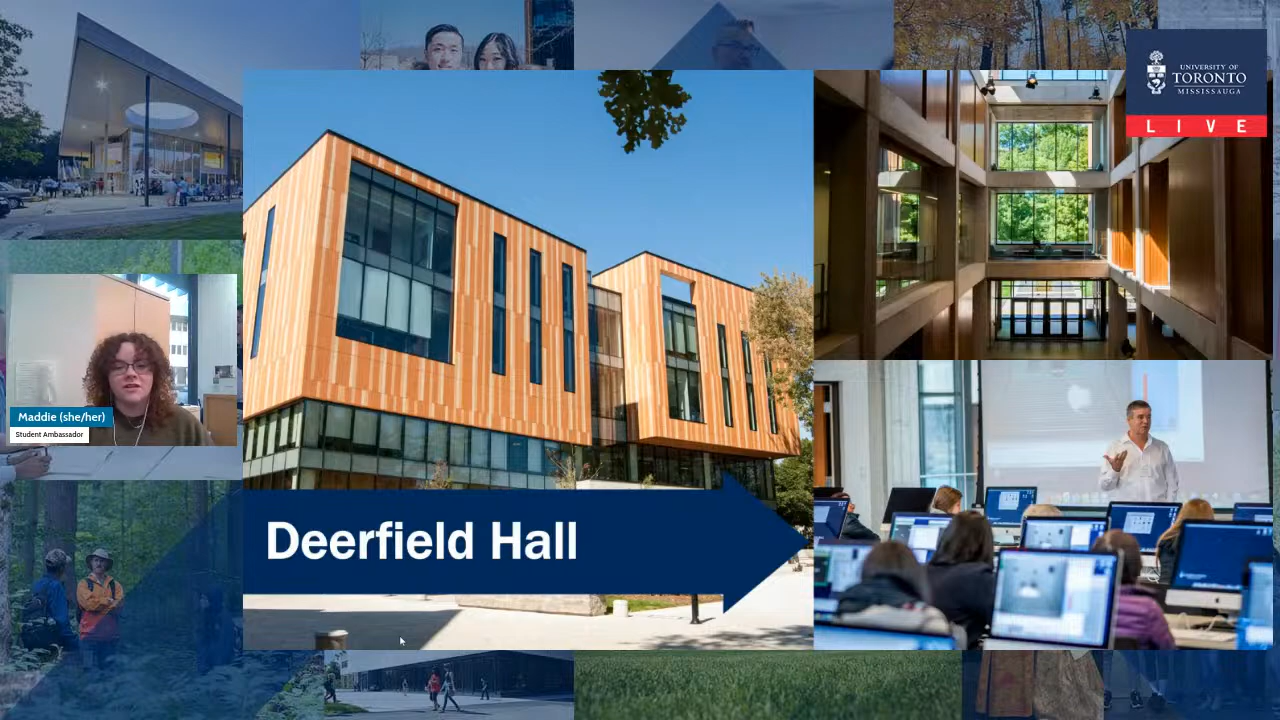 UNIVERSITY OF
TORONTO
MISSISSAUGA
LIVE
Maddie (she/her)
Student Ambassador
Deerfield Hall